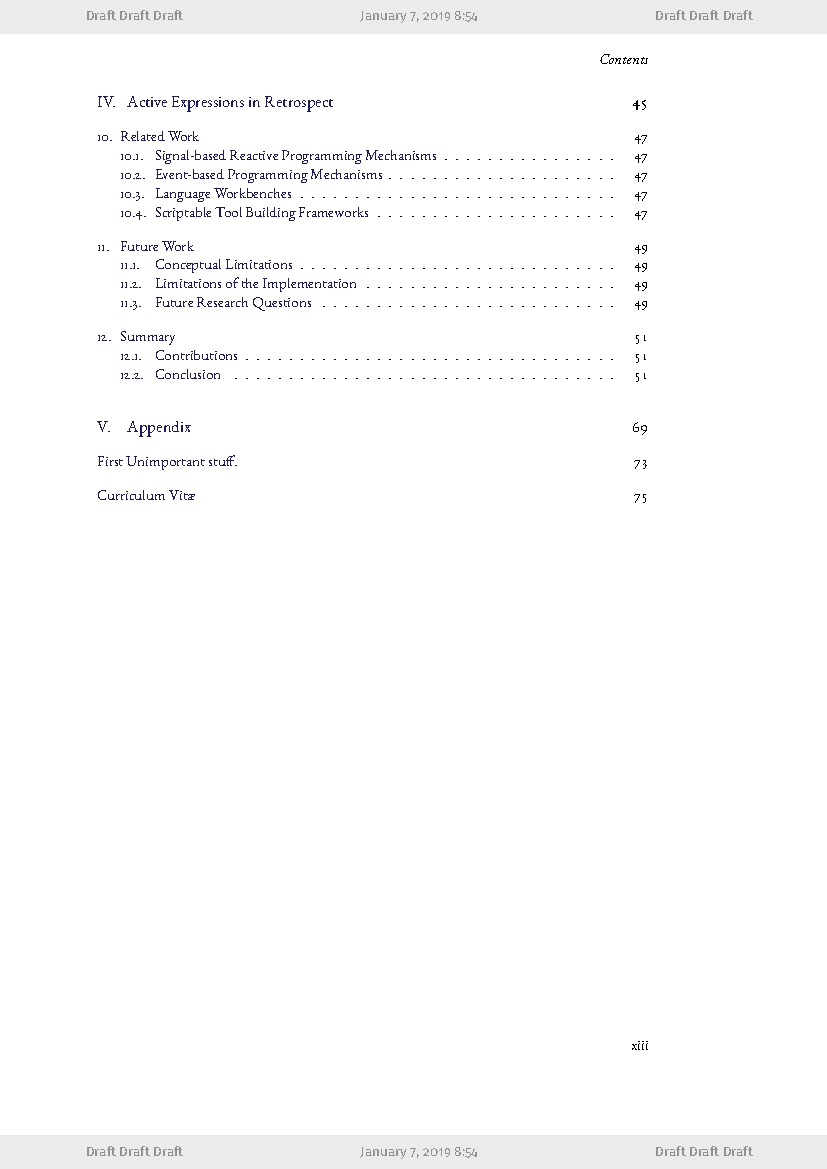 Draft Draft Draft January 7, 2019 8:54 Draft Draft Draft
Contents
IV. Active Expressions in Retrospect 45
10. Related Work 47
10.1. Signal-based Reactive Programming Mechanisms . . . . . . . . . . . . . . . . 47
10.2. Event-based Programming Mechanisms . . . . . . . . . . . . . . . . . . . . . 47
10.3. Language Workbenches . . . . . . . . . . . . . . . . . . . . . . . . . . . . . 47
10.4. Scriptable Tool Building Frameworks . . . . . . . . . . . . . . . . . . . . . . 47
11. Future Work 49
11.1. Conceptual Limitations . . . . . . . . . . . . . . . . . . . . . . . . . . . . . 49
11.2. Limitations of the Implementation . . . . . . . . . . . . . . . . . . . . . . . 49
11.3. Future Research Questions . . . . . . . . . . . . . . . . . . . . . . . . . . . 49
12. Summary 51
12.1. Contributions . . . . . . . . . . . . . . . . . . . . . . . . . . . . . . . . . . 51
12.2. Conclusion . . . . . . . . . . . . . . . . . . . . . . . . . . . . . . . . . . . 51
V. Appendix 69
First Unimportant stuff. 73
Curriculum Vitæ 75
xiii
Draft Draft Draft January 7, 2019 8:54 Draft Draft Draft